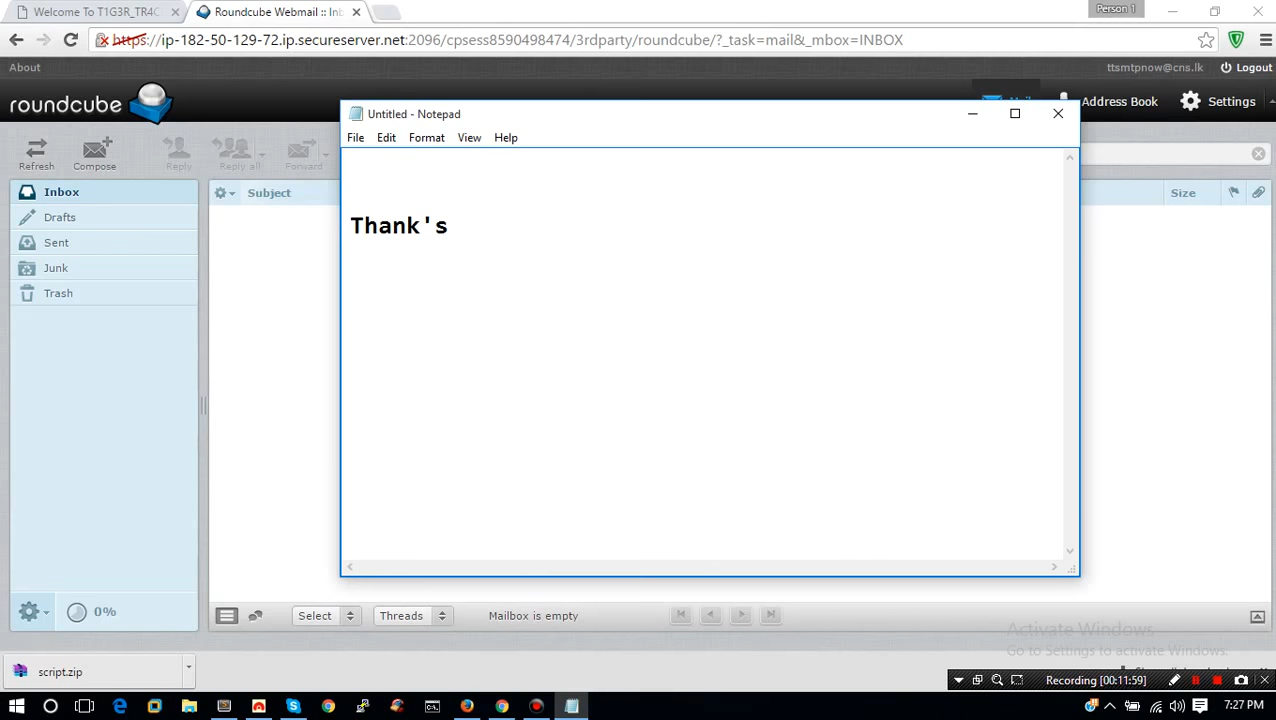 Welcome To T1G3R_TR4C
Roundcube Webmail :: In
Person 1
https://ip-182-50-129-72.ip.secureserver.net:2096/cpsess8590498474/3rdparty/roundcube/?_task=mail&_mbox=INBOX
About
ttsmtpnow@cns.lk
Logout
roundcube
Address Book
Settings
Untitled - Notepad
File Edit Format View Help
Refresh
Compose
Reply
Reply all
Forward
Inbox
Subject
Size
Drafts
Thank's
Sent
Junk
Trash
0%
Select
Threads
Mailbox is empty
Activate Windows
Go to Settings to activate Windows.
script.zip
Recording [00:11:59]
7:27 PM